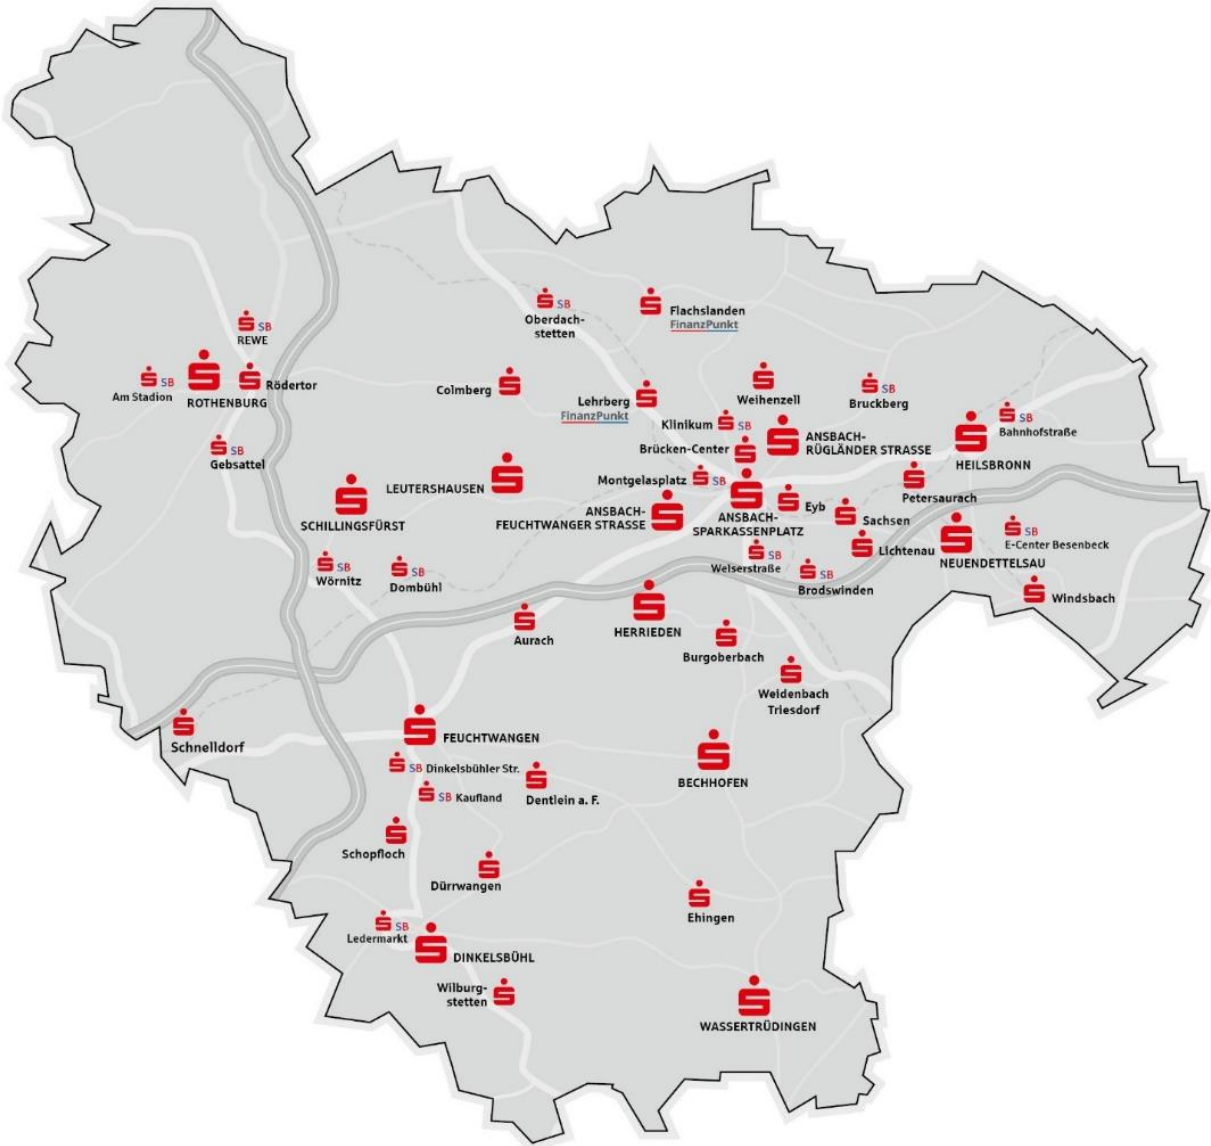 SB
Oberdach-
stetten
Flachslanden
FinanzPunkt
SB
REWE
SB
Am Stadion
ROTHENBURG
Rödertor
Colmberg
Lehrberg
FinanzPunkt
Weihenzell
SB
Bruckberg
SB
Gebsattel
Klinikum SB
Brücken-Center
ANSBACH-
RÜGLÄNDER STRASSE
SB
Bahnhofstraße
HEILSBRONN
LEUTERSHAUSEN
Montgelasplatz SB
Petersaurach
SCHILLINGSFÜRST
ANSBACH-
FEUCHTWANGER STRASSE
ANSBACH-
SPARKASSENPLATZ
Eyb
Sachsen
SB
E-Center Besenbeck
Lichtenau
NEUENDETTELSAU
SB
Wörnitz
SB
Dombühl
SB
Weiserstraße
SB
Brodswinden
Windsbach
Aurach
HERRIEDEN
Burgoberbach
Weidenbach
Triesdorf
Schnelldorf
FEUCHTWANGEN
SB Dinkelsbühler Str.
SB Kaufland
Dentlein a. F.
BECHHOFEN
Schopfloch
Dürrwangen
Ehingen
SB
Ledermarkt
DINKELSBÜHL
Wilburg-
stetten
WASSERTRÜDINGEN